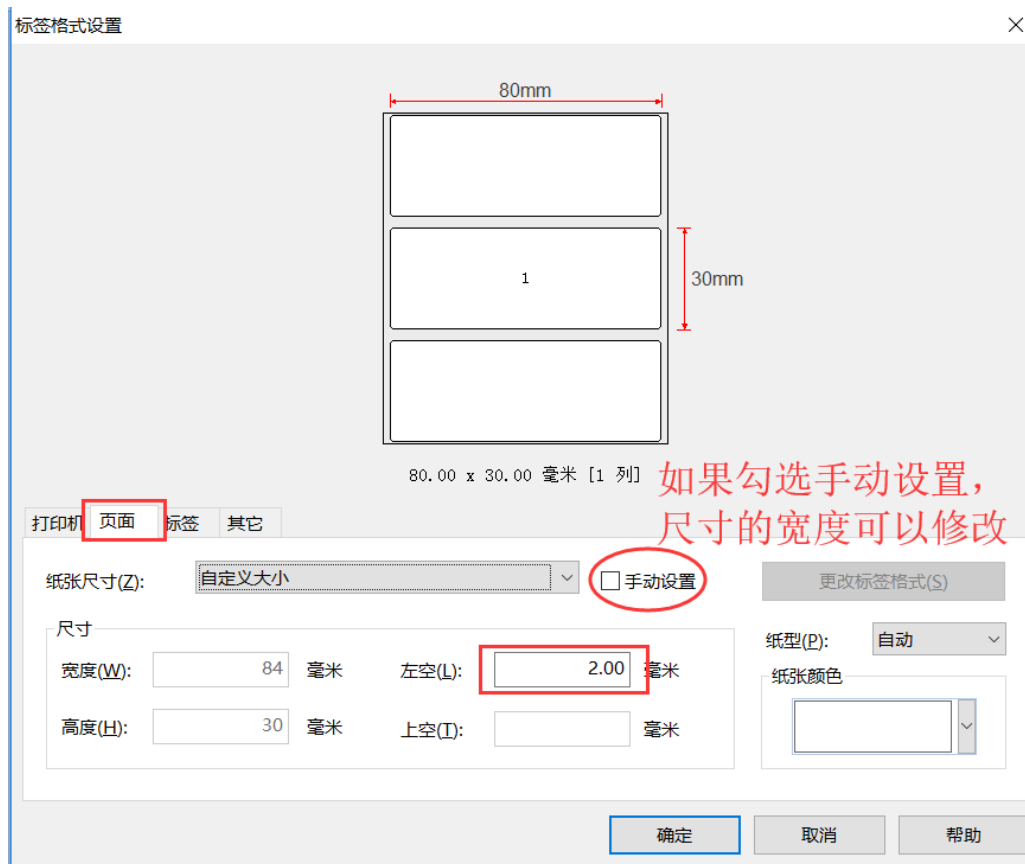 标签格式设置
80mm
1
30mm
80.00 x 30.00 毫米 [1 列]
如果勾选手动设置，
尺寸的宽度可以修改
打印机 页面 标签 其它
纸张尺寸(Z): 自定义大小 手动设置 更改标签格式(S)
尺寸
纸型(P): 自动
宽度(W): 84 毫米 左空(L): 2.00 毫米
纸张颜色
高度(H): 30 毫米 上空(T): 毫米
确定 取消 帮助